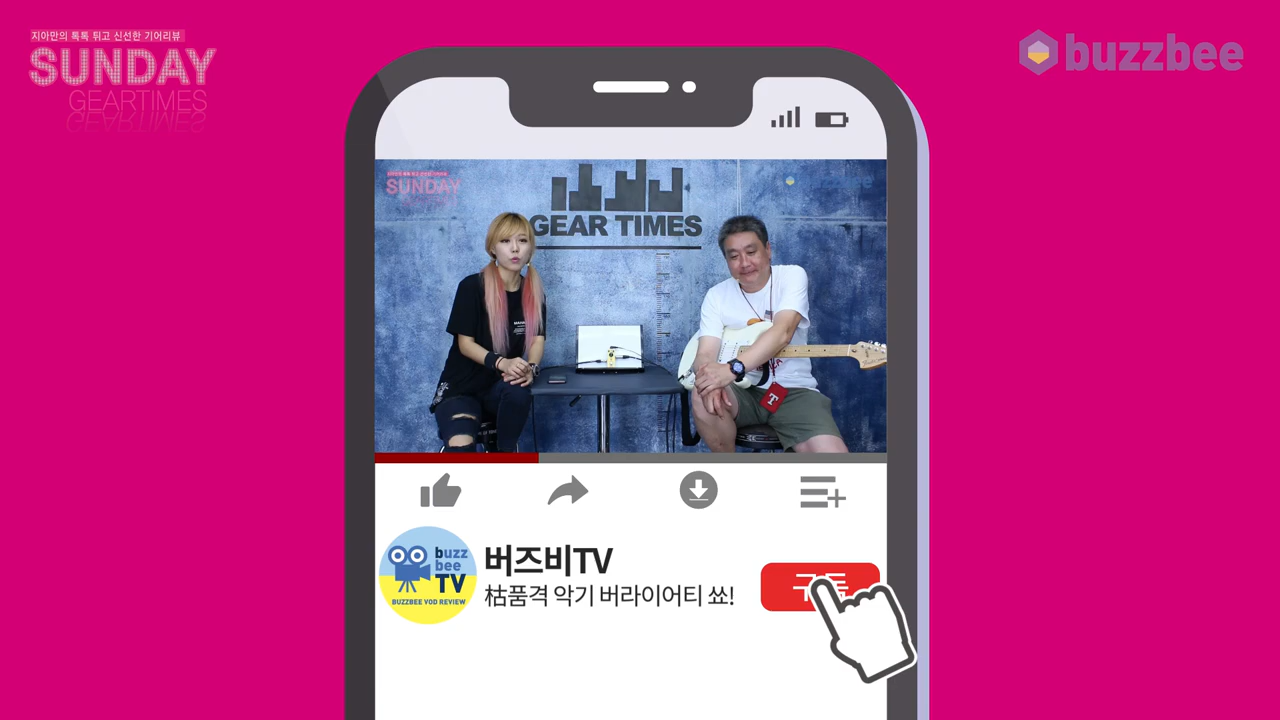 지아만의 톡톡 튀고 신선한 기어리뷰
SUNDAY
GEARTIMES
buzzbee
SUNDAY
buzzbee
GEAR TIMES
T
buzz
bee
TV
BUZZBEE VOD REVIEW
버즈비TV
枯품격 악기 버라이어티 쑈!
구독